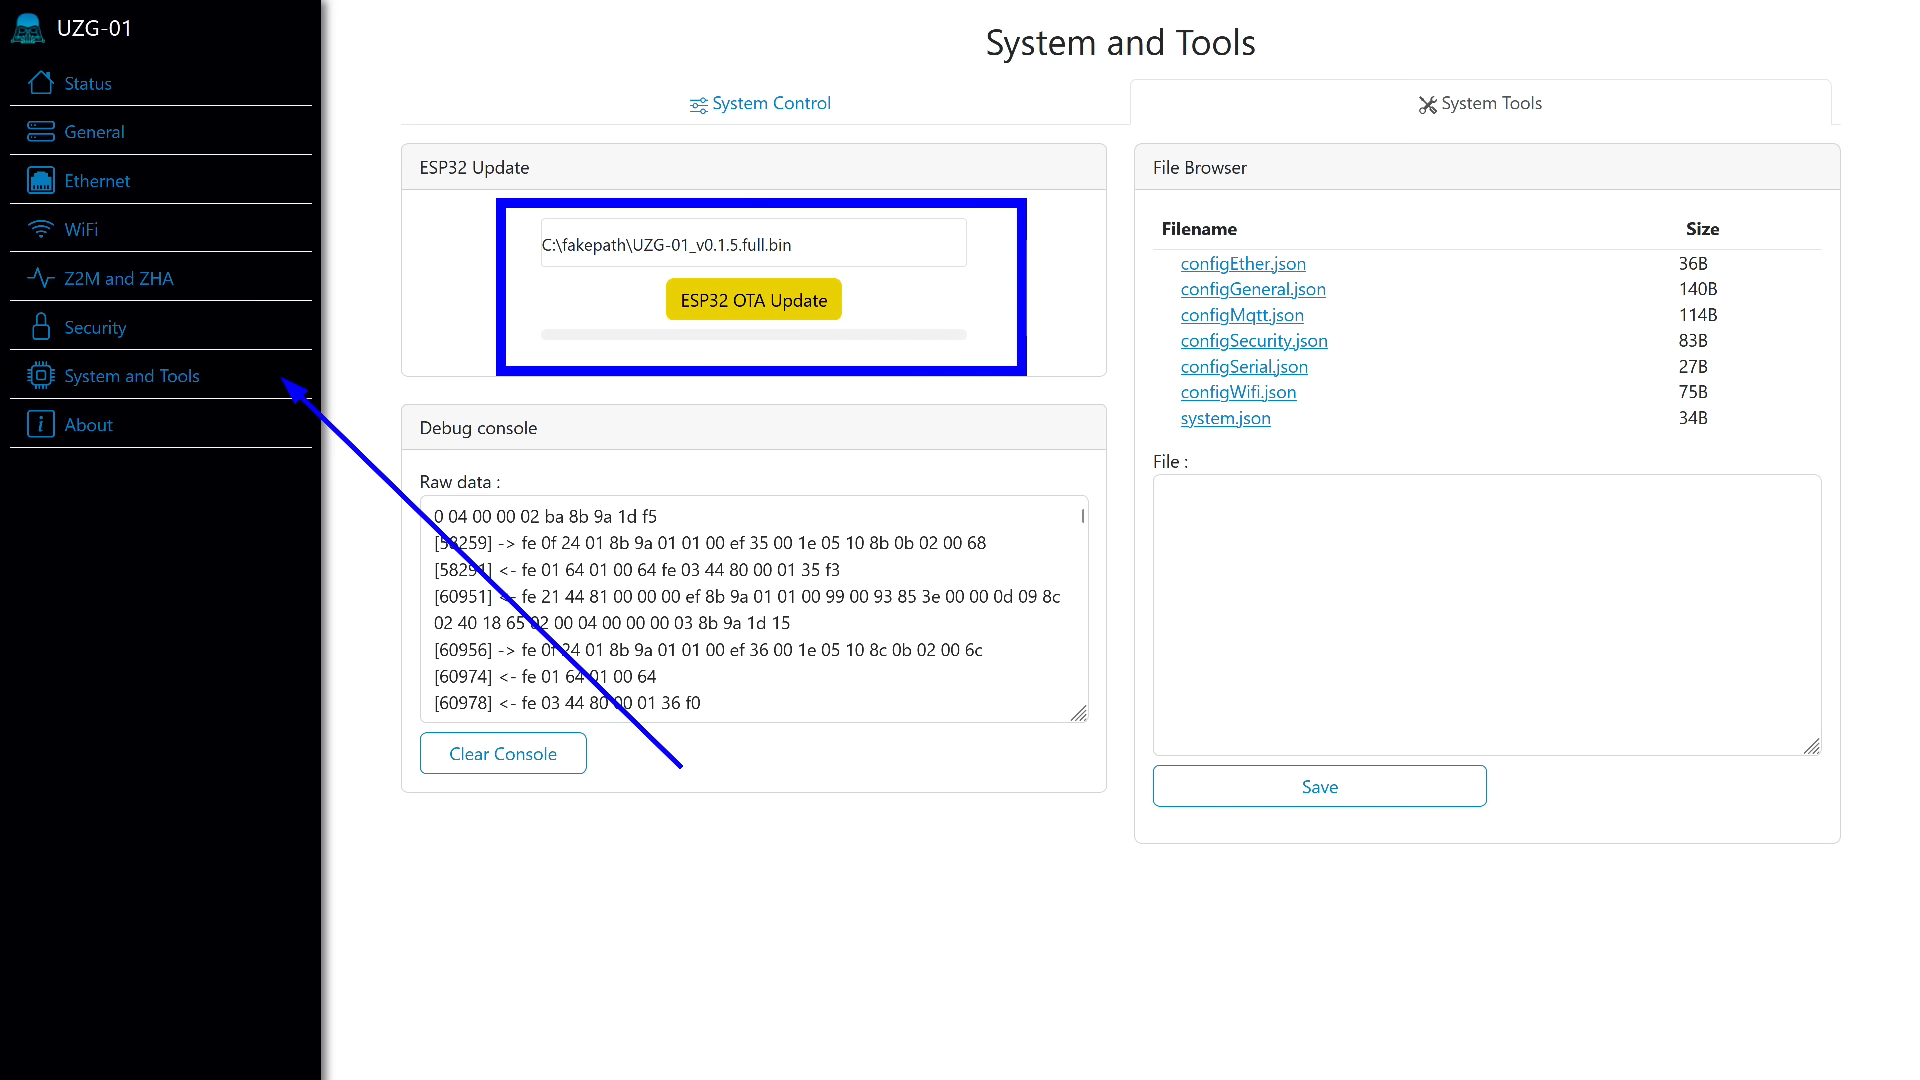 UZG-01
Status
General
Ethernet
WiFi
Z2M and ZHA
Security
System and Tools
About
System and Tools
System Control
System Tools
ESP32 Update
C:\fakepath\UZG-01_v0.1.5.full.bin
ESP32 OTA Update
Debug console
Raw data :
0 04 00 00 02 ba 8b 9a 1d f5
[58259] -> fe 0f 24 01 8b 9a 01 01 00 ef 35 00 1e 05 10 8b 0b 02 00 68
[58291] <- fe 01 64 01 00 64 fe 03 44 80 00 01 35 f3
[60951] <- fe 21 44 81 00 00 00 ef 8b 9a 01 01 00 99 00 93 85 3e 00 00 0d 09 8c
02 40 18 65 02 00 04 00 00 00 03 8b 9a 1d 15
[60956] -> fe 0f 24 01 8b 9a 01 01 00 ef 36 00 1e 05 10 8c 0b 02 00 6c
[60974] <- fe 01 64 01 00 64
[60978] <- fe 03 44 80 00 01 36 f0
Clear Console
File Browser
Filename Size
configEther.json 36B
configGeneral.json 140B
configMqtt.json 114B
configSecurity.json 83B
configSerial.json 27B
configWifi.json 75B
system.json 34B
File :
Save